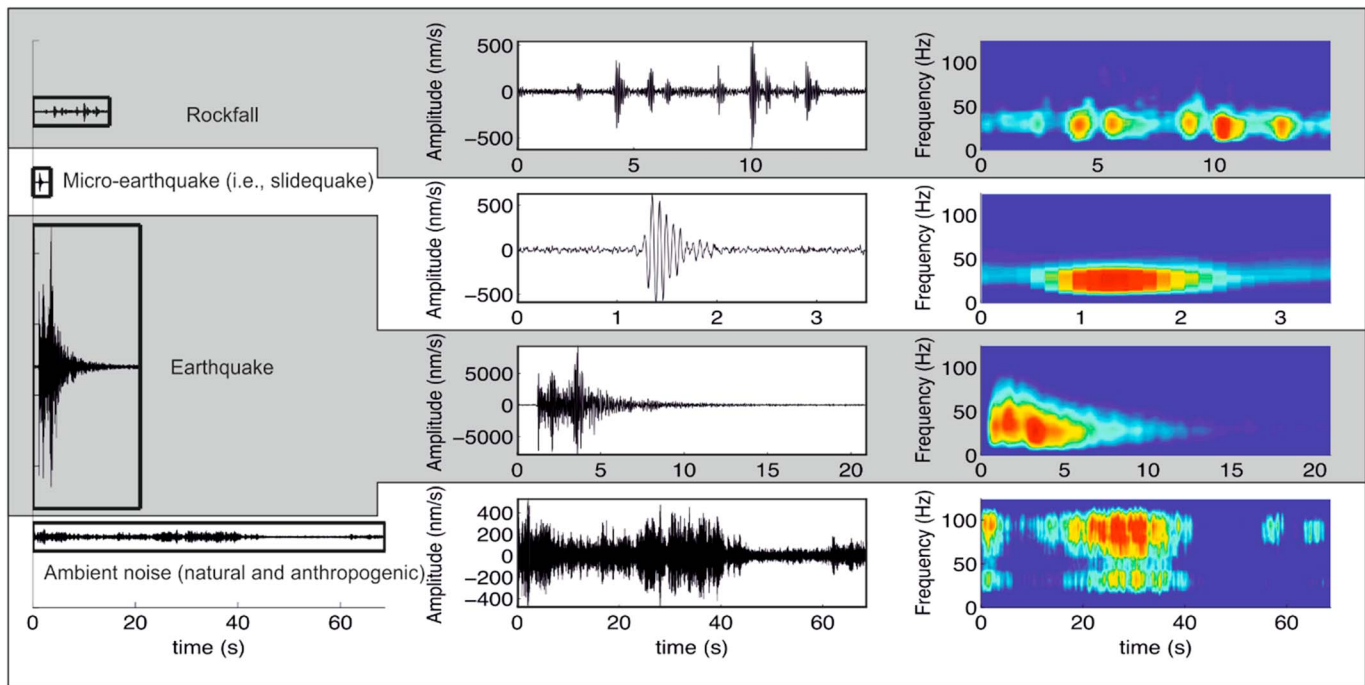 Rockfall
Micro-earthquake (i.e., slidequake)
Earthquake
Ambient noise (natural and anthropogenic)
0 20 40 60
time (s)
Amplitude (nm/s)
500
0
−500
0 5 10
Frequency (Hz)
100
50
0
0 5 10
Amplitude (nm/s)
500
0
−500
0 1 2 3
Frequency (Hz)
100
50
0
0 1 2 3
Amplitude (nm/s)
5000
0
−5000
0 5 10 15 20
Frequency (Hz)
100
50
0
0 5 10 15 20
Amplitude (nm/s)
400
200
0
−200
−400
0 20 40 60
time (s)
Frequency (Hz)
100
50
0
0 20 40 60
time (s)